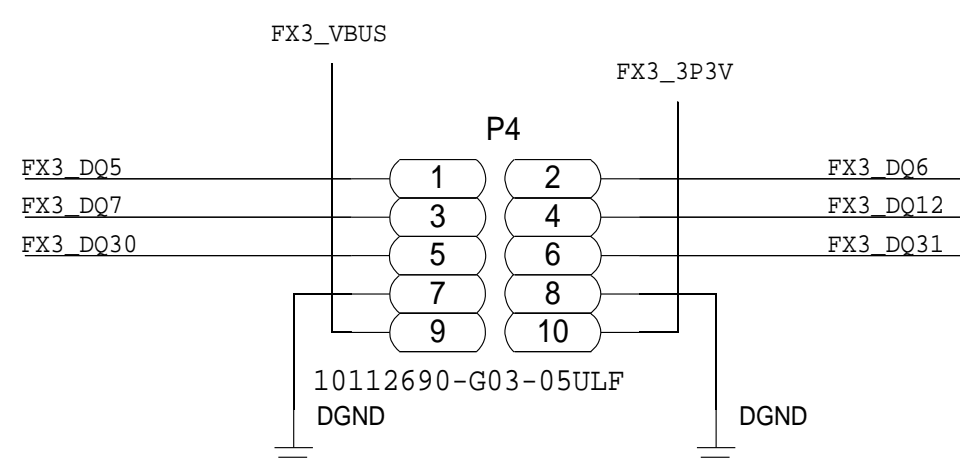 FX3_VBUS
FX3_3P3V
P4
FX3_DQ5 1 2 FX3_DQ6
FX3_DQ7 3 4 FX3_DQ12
FX3_DQ30 5 6 FX3_DQ31
7 8
9 10
10112690-G03-05ULF
DGND DGND